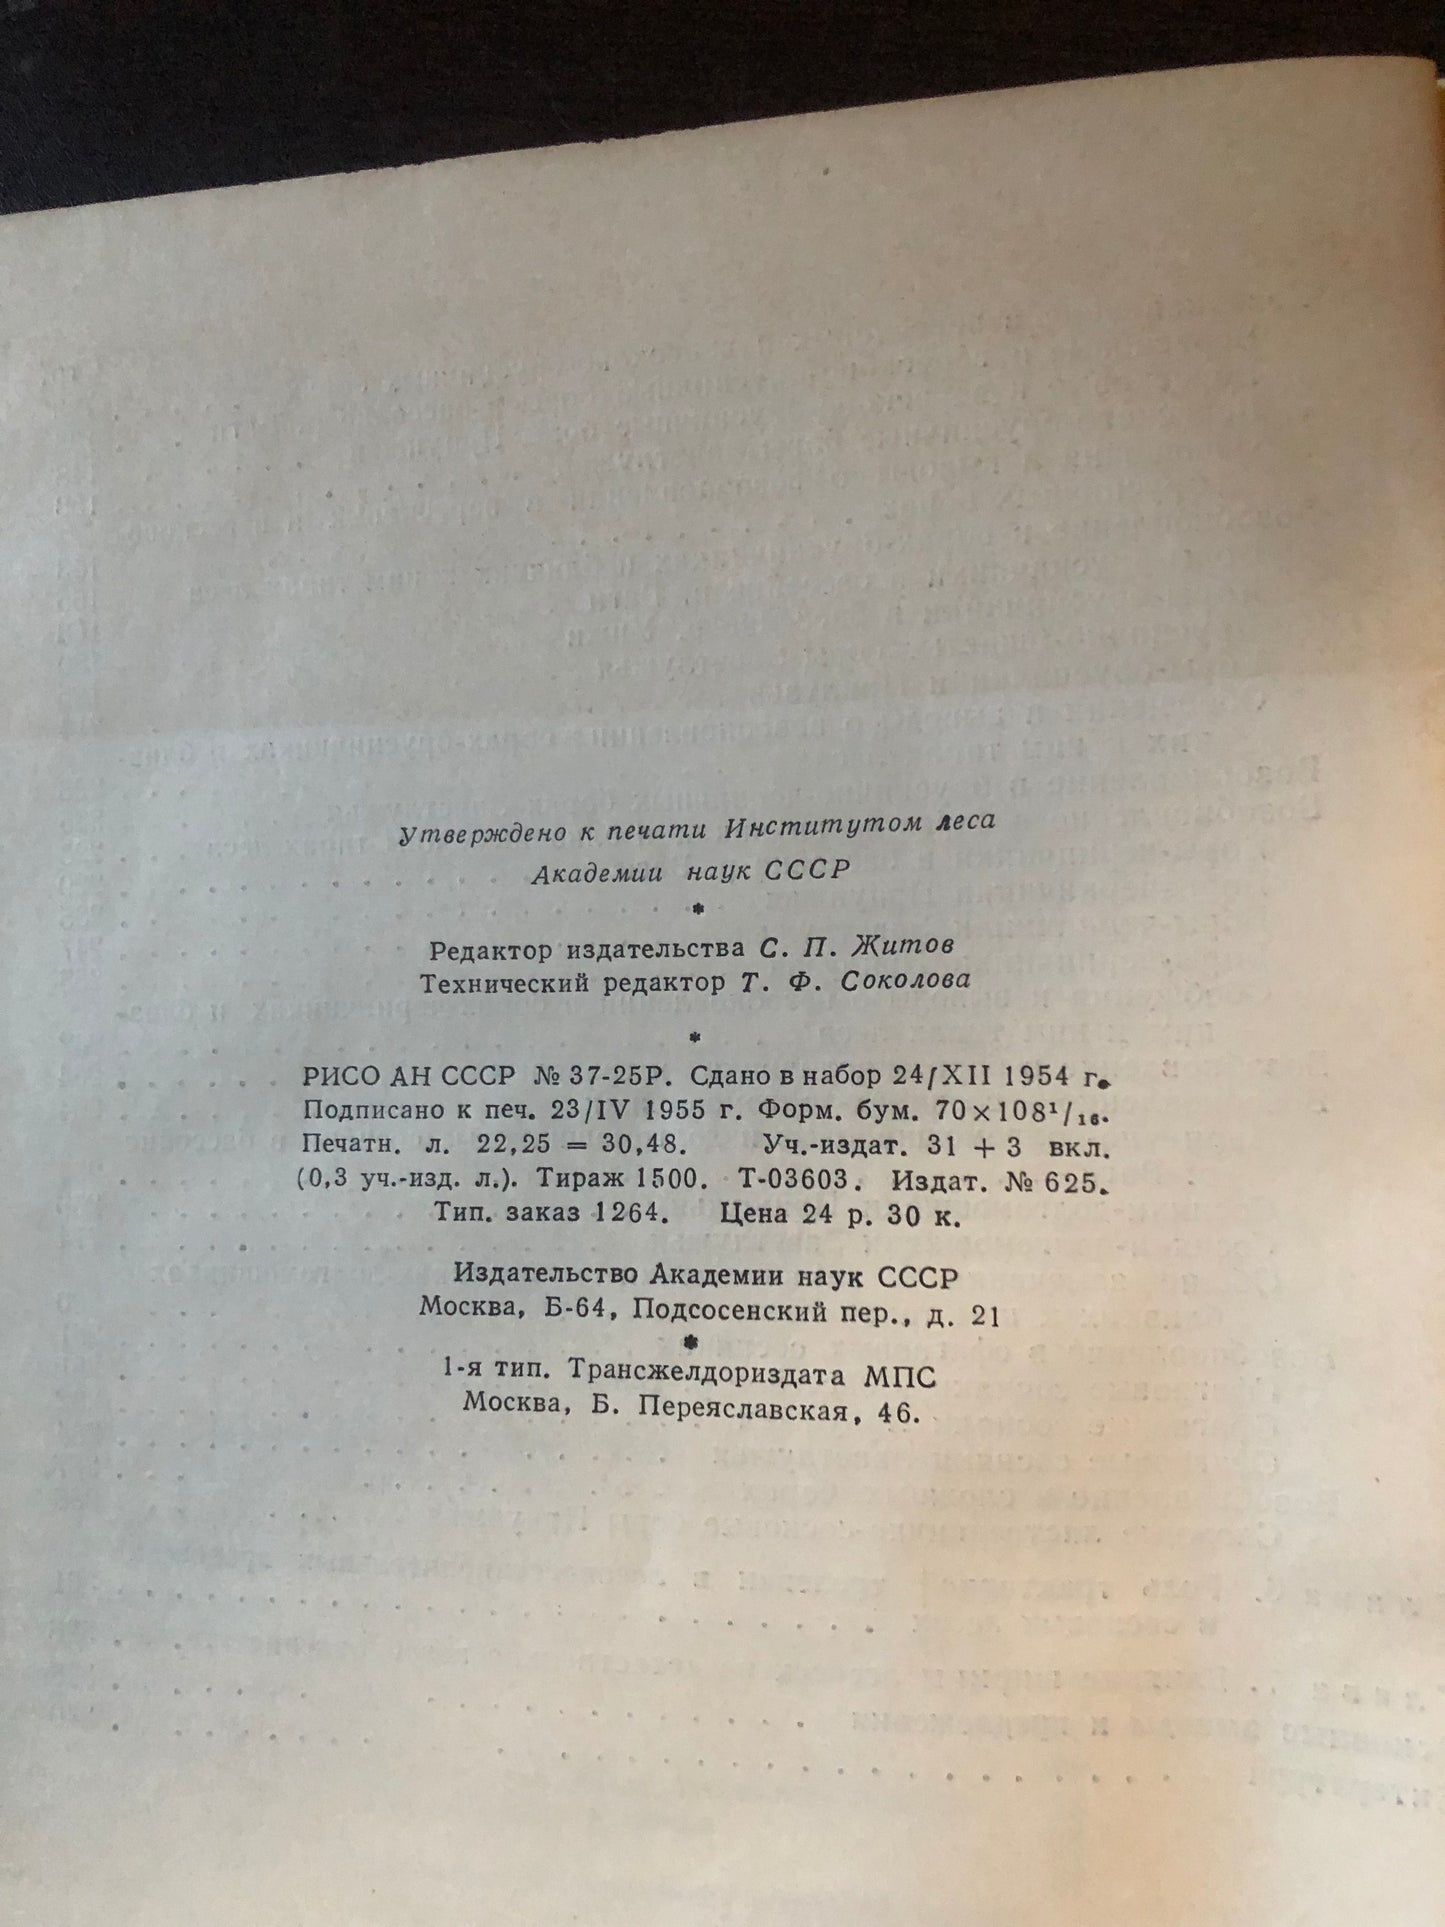 Утверждено к печати Институтом леса
Академии наук СССР
*
Редактор издательства С. П. Житов
Технический редактор Т. Ф. Соколова
*
РИСО АН СССР № 37-25Р. Сдано в набор 24/XII 1954 г.
Подписано к печ. 23/IV 1955 г. Форм. бум. 70×108¹/₁₆.
Печатн. л. 22,25 = 30,48. Уч.-издат. 31 + 3 вкл.
(0,3 уч.-изд. л.). Тираж 1500. Т-03603. Издат. № 625.
Тип. заказ 1264. Цена 24 р. 30 к.
Издательство Академии наук СССР
Москва, Б-64, Подсосенский пер., д. 21
*
1-я тип. Трансжелдориздата МПС
Москва, Б. Переяславская, 46.